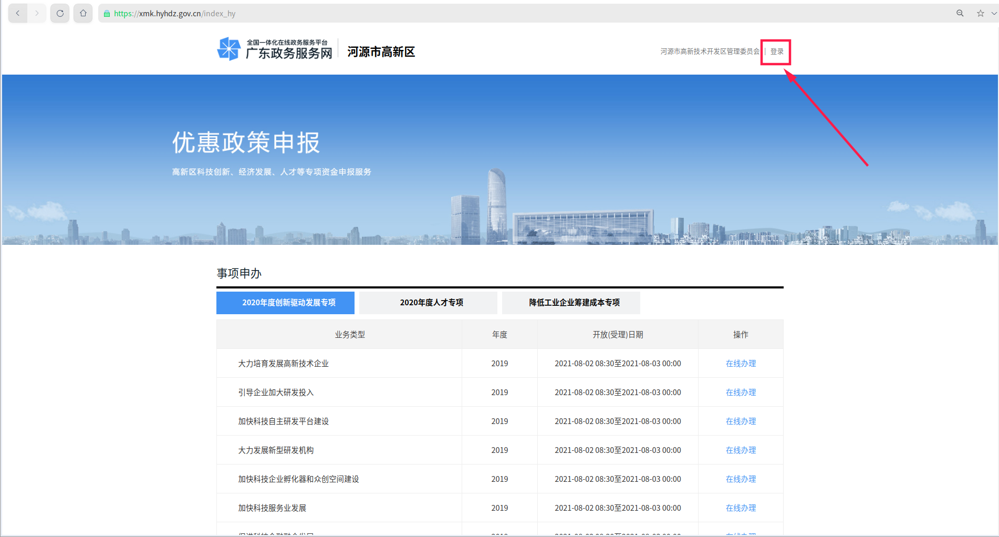 https://xmk.hyhdz.gov.cn/index_hy
全国一体化在线政务服务平台
广东政务服务网
河源市高新区
河源市高新技术开发区管理委员会 | 登录
优惠政策申报
高新区科技创新、经济发展、人才等专项资金申报服务
事项申办
2020年度创新驱动发展专项 2020年度人才专项 降低工业企业筹建成本专项
业务类型 年度 开放(受理)日期 操作
大力培育发展高新技术企业 2019 2021-08-02 08:30至2021-08-03 00:00 在线办理
引导企业加大研发投入 2019 2021-08-02 08:30至2021-08-03 00:00 在线办理
加快科技自主研发平台建设 2019 2021-08-02 08:30至2021-08-03 00:00 在线办理
大力发展新型研发机构 2019 2021-08-02 08:30至2021-08-03 00:00 在线办理
加快科技企业孵化器和众创空间建设 2019 2021-08-02 08:30至2021-08-03 00:00 在线办理
加快科技服务业发展 2019 2021-08-02 08:30至2021-08-03 00:00 在线办理